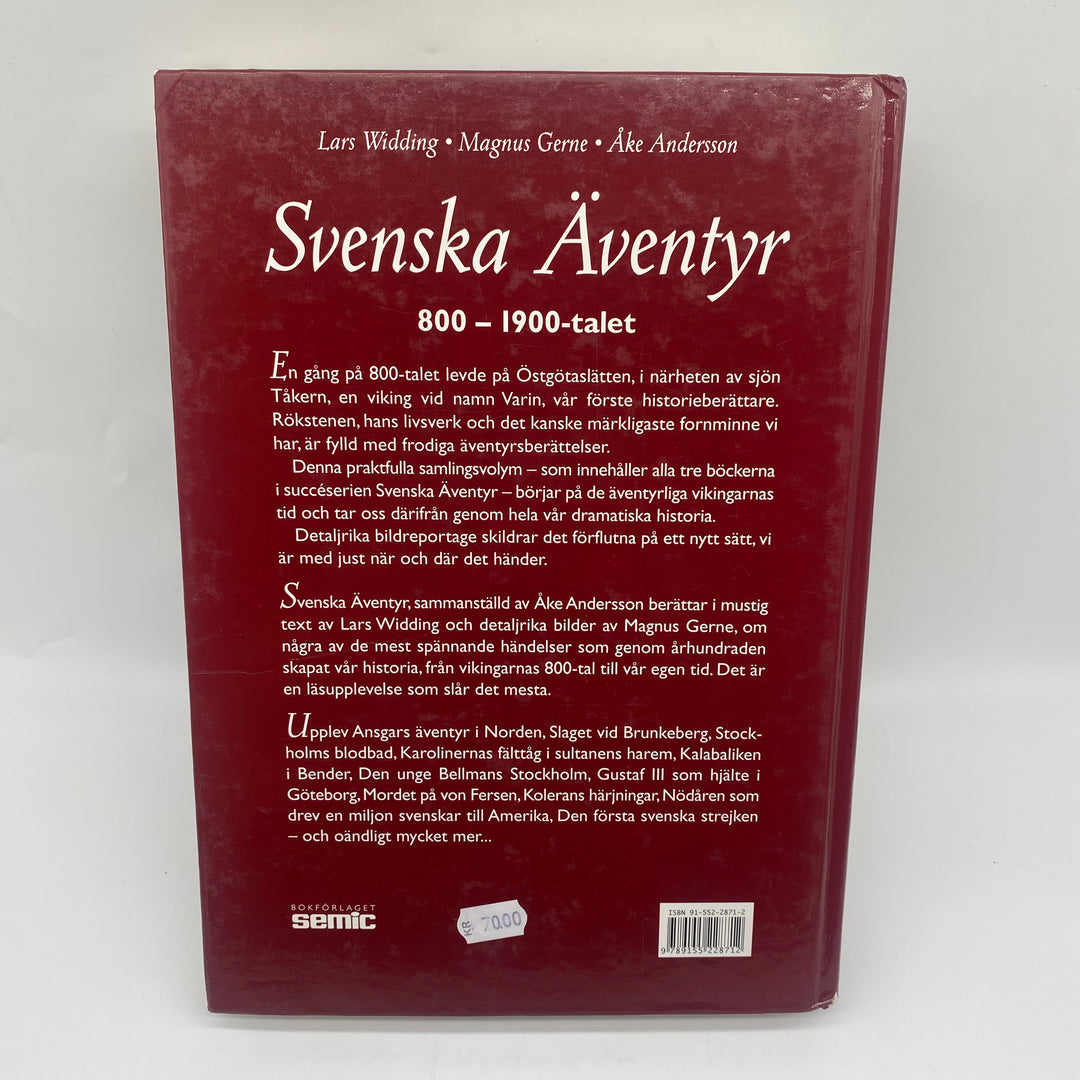 Lars Widding • Magnus Gerne • Åke Andersson
Svenska Äventyr
800 – 1900-talet
En gång på 800-talet levde på Östgötaslätten, i närheten av sjön
Tåkern, en viking vid namn Varin, vår förste historieberättare.
Rökstenen, hans livsverk och det kanske märkligaste fornminne vi
har, är fylld med frodiga äventyrsberättelser.
Denna praktfulla samlingsvolym – som innehåller alla tre böckerna
i succéserien Svenska Äventyr – börjar på de äventyrliga vikingarnas
tid och tar oss därifrån genom hela vår dramatiska historia.
Detaljrika bildreportage skildrar det förflutna på ett nytt sätt, vi
är med just när och där det händer.
Svenska Äventyr, sammanställd av Åke Andersson berättar i mustig
text av Lars Widding och detaljrika bilder av Magnus Gerne, om
några av de mest spännande händelser som genom århundraden
skapat vår historia, från vikingarnas 800-tal till vår egen tid. Det är
en läsupplevelse som slår det mesta.
Upplev Ansgars äventyr i Norden, Slaget vid Brunkeberg, Stock-
holms blodbad, Karolinernas fälttåg i sultanens harem, Kalabaliken
i Bender, Den unge Bellmans Stockholm, Gustaf III som hjälte i
Göteborg, Mordet på von Fersen, Kolerans härjningar, Nödåren som
drev en miljon svenskar till Amerika, Den första svenska strejken
– och oändligt mycket mer...
BOKFÖRLAGET
semic
KR 70.00
ISBN 91-552-2871-2
9 789155 228712